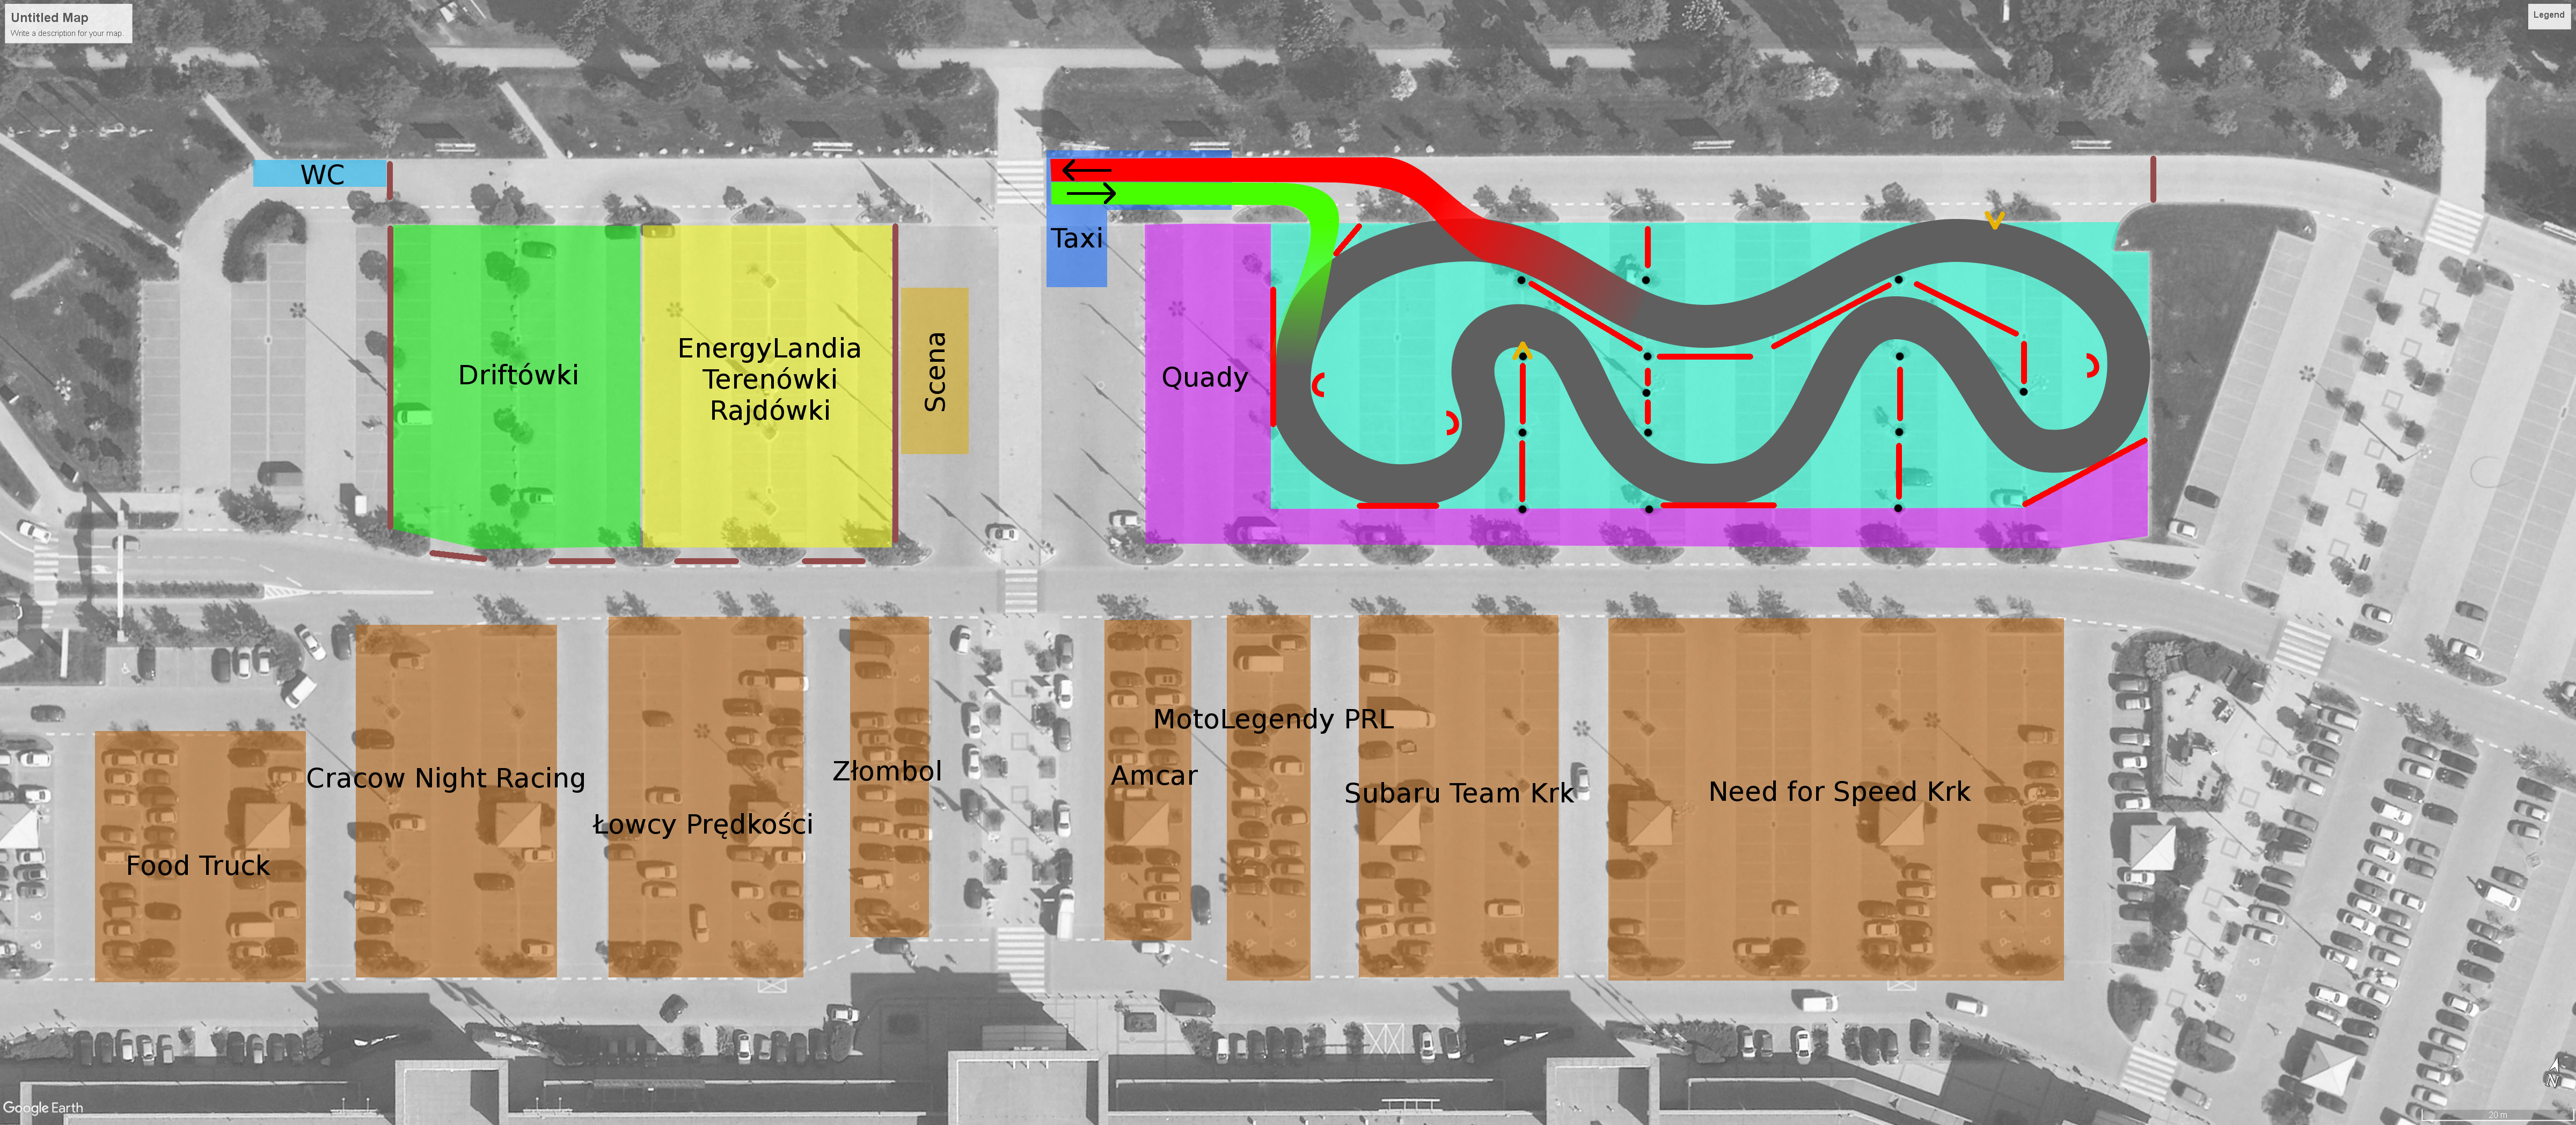 Untitled Map
Write a description for your map.
Legend
WC
Taxi
Driftówki
EnergyLandia
Terenówki
Rajdówki
Scena
Quady
MotoLegendy PRL
Cracow Night Racing
Złombol
Amcar
Subaru Team Krk
Need for Speed Krk
Łowcy Prędkości
Food Truck
Google Earth
N
20 m